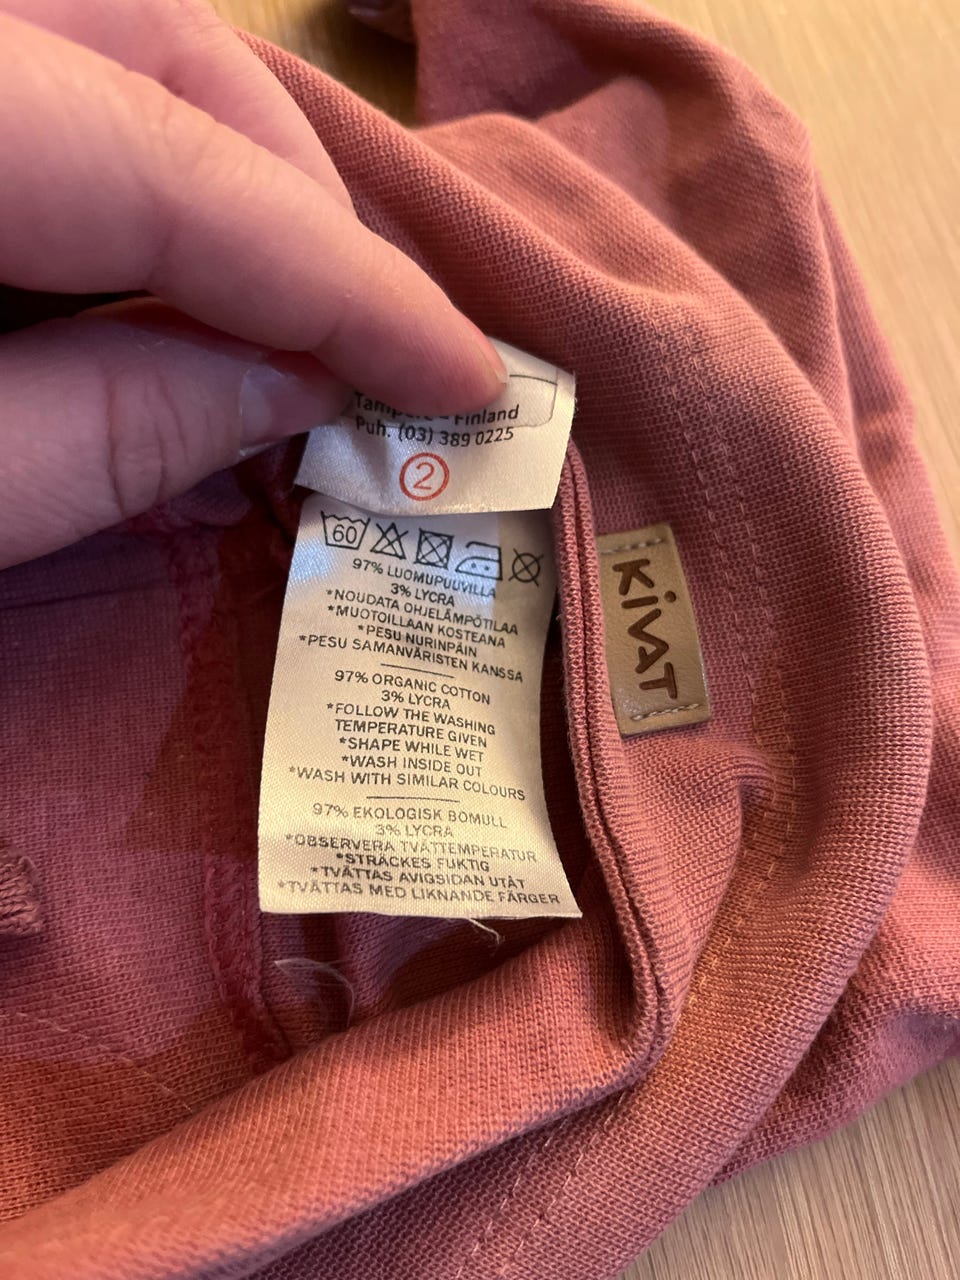 Tampere - Finland
Puh. (03) 389 0225
2
60
97% LUOMUPUUVILLA
3% LYCRA
*NOUDATA OHJELÄMPÖTILAA
*MUOTOILLAAN KOSTEANA
*PESU NURINPÄIN
*PESU SAMANVÄRISTEN KANSSA
97% ORGANIC COTTON
3% LYCRA
*FOLLOW THE WASHING
TEMPERATURE GIVEN
*SHAPE WHILE WET
*WASH INSIDE OUT
*WASH WITH SIMILAR COLOURS
97% EKOLOGISK BOMULL
3% LYCRA
*OBSERVERA TVÄTTEMPERATUR
*STRÄCKES FUKTIG
*TVÄTTAS AVIGSIDAN UTÅT
*TVÄTTAS MED LIKNANDE FÄRGER
KiVAT